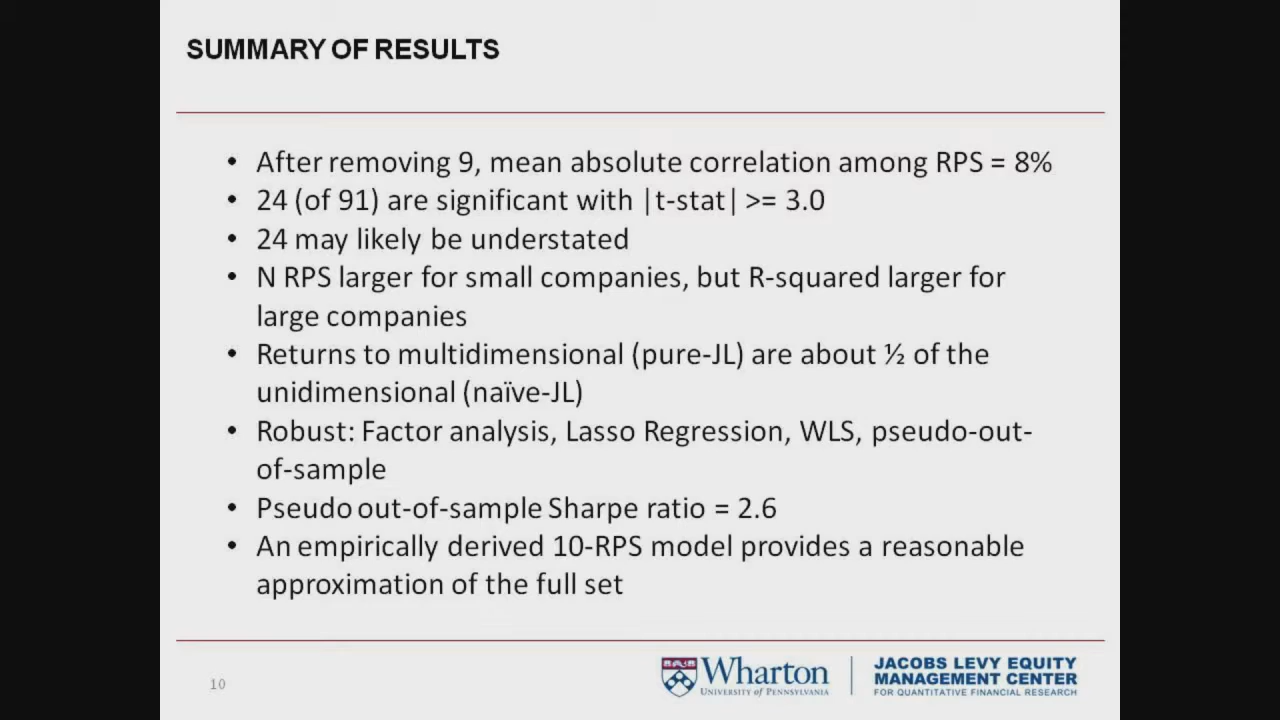 SUMMARY OF RESULTS
• After removing 9, mean absolute correlation among RPS = 8%
• 24 (of 91) are significant with |t-stat| >= 3.0
• 24 may likely be understated
• N RPS larger for small companies, but R-squared larger for
large companies
• Returns to multidimensional (pure-JL) are about ½ of the
unidimensional (naïve-JL)
• Robust: Factor analysis, Lasso Regression, WLS, pseudo-out-
of-sample
• Pseudo out-of-sample Sharpe ratio = 2.6
• An empirically derived 10-RPS model provides a reasonable
approximation of the full set
10
Wharton
UNIVERSITY OF PENNSYLVANIA
JACOBS LEVY EQUITY
MANAGEMENT CENTER
FOR QUANTITATIVE FINANCIAL RESEARCH